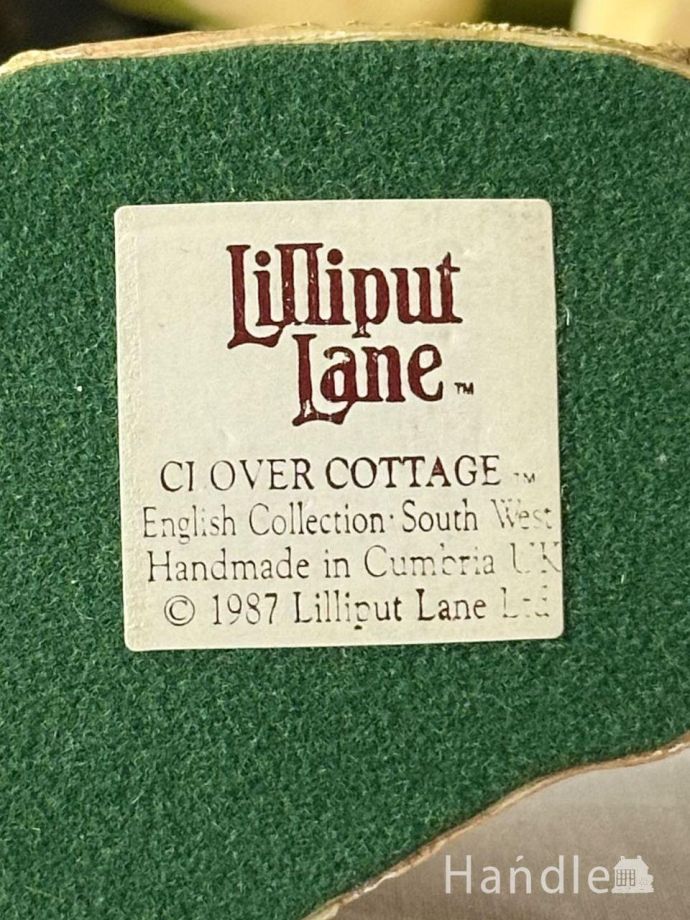 Lilliput
Lane™
CLOVER COTTAGE™
English Collection · South West
Handmade in Cumbria UK
© 1987 Lilliput Lane Ltd
Handle